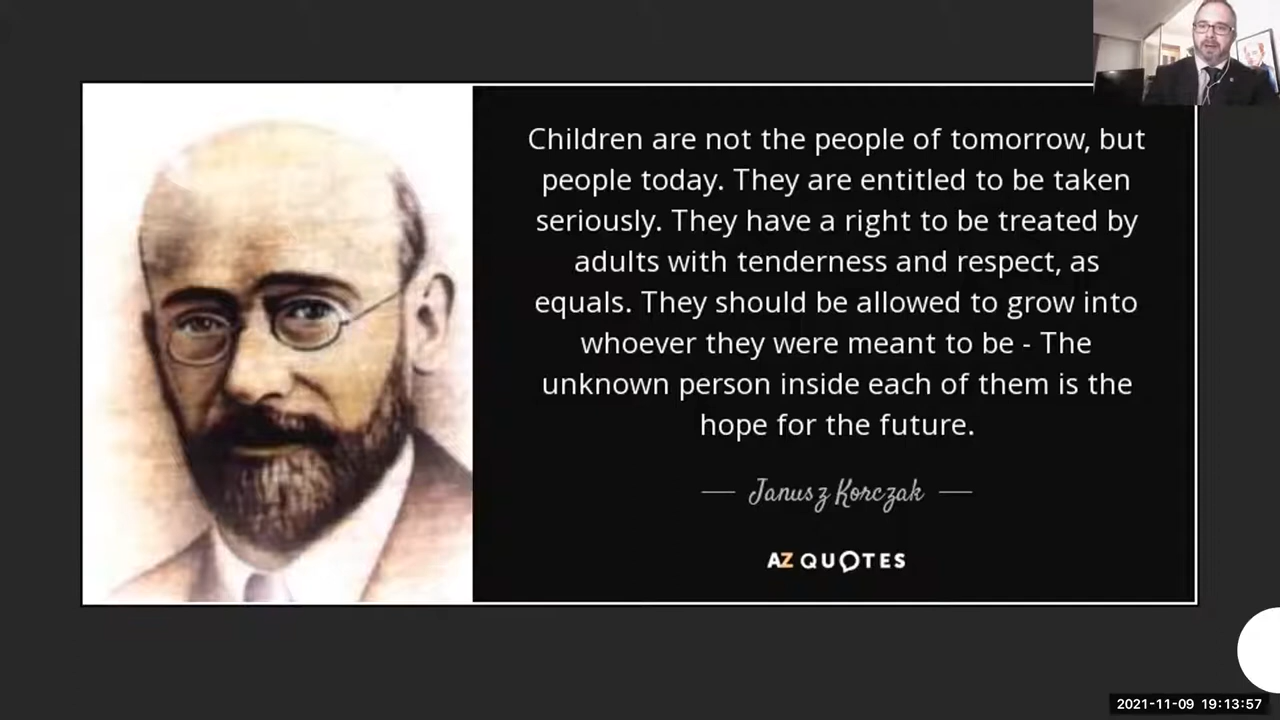 Children are not the people of tomorrow, but
people today. They are entitled to be taken
seriously. They have a right to be treated by
adults with tenderness and respect, as
equals. They should be allowed to grow into
whoever they were meant to be - The
unknown person inside each of them is the
hope for the future.
Janusz Korczak
AZ QUOTES
2021-11-09 19:13:57